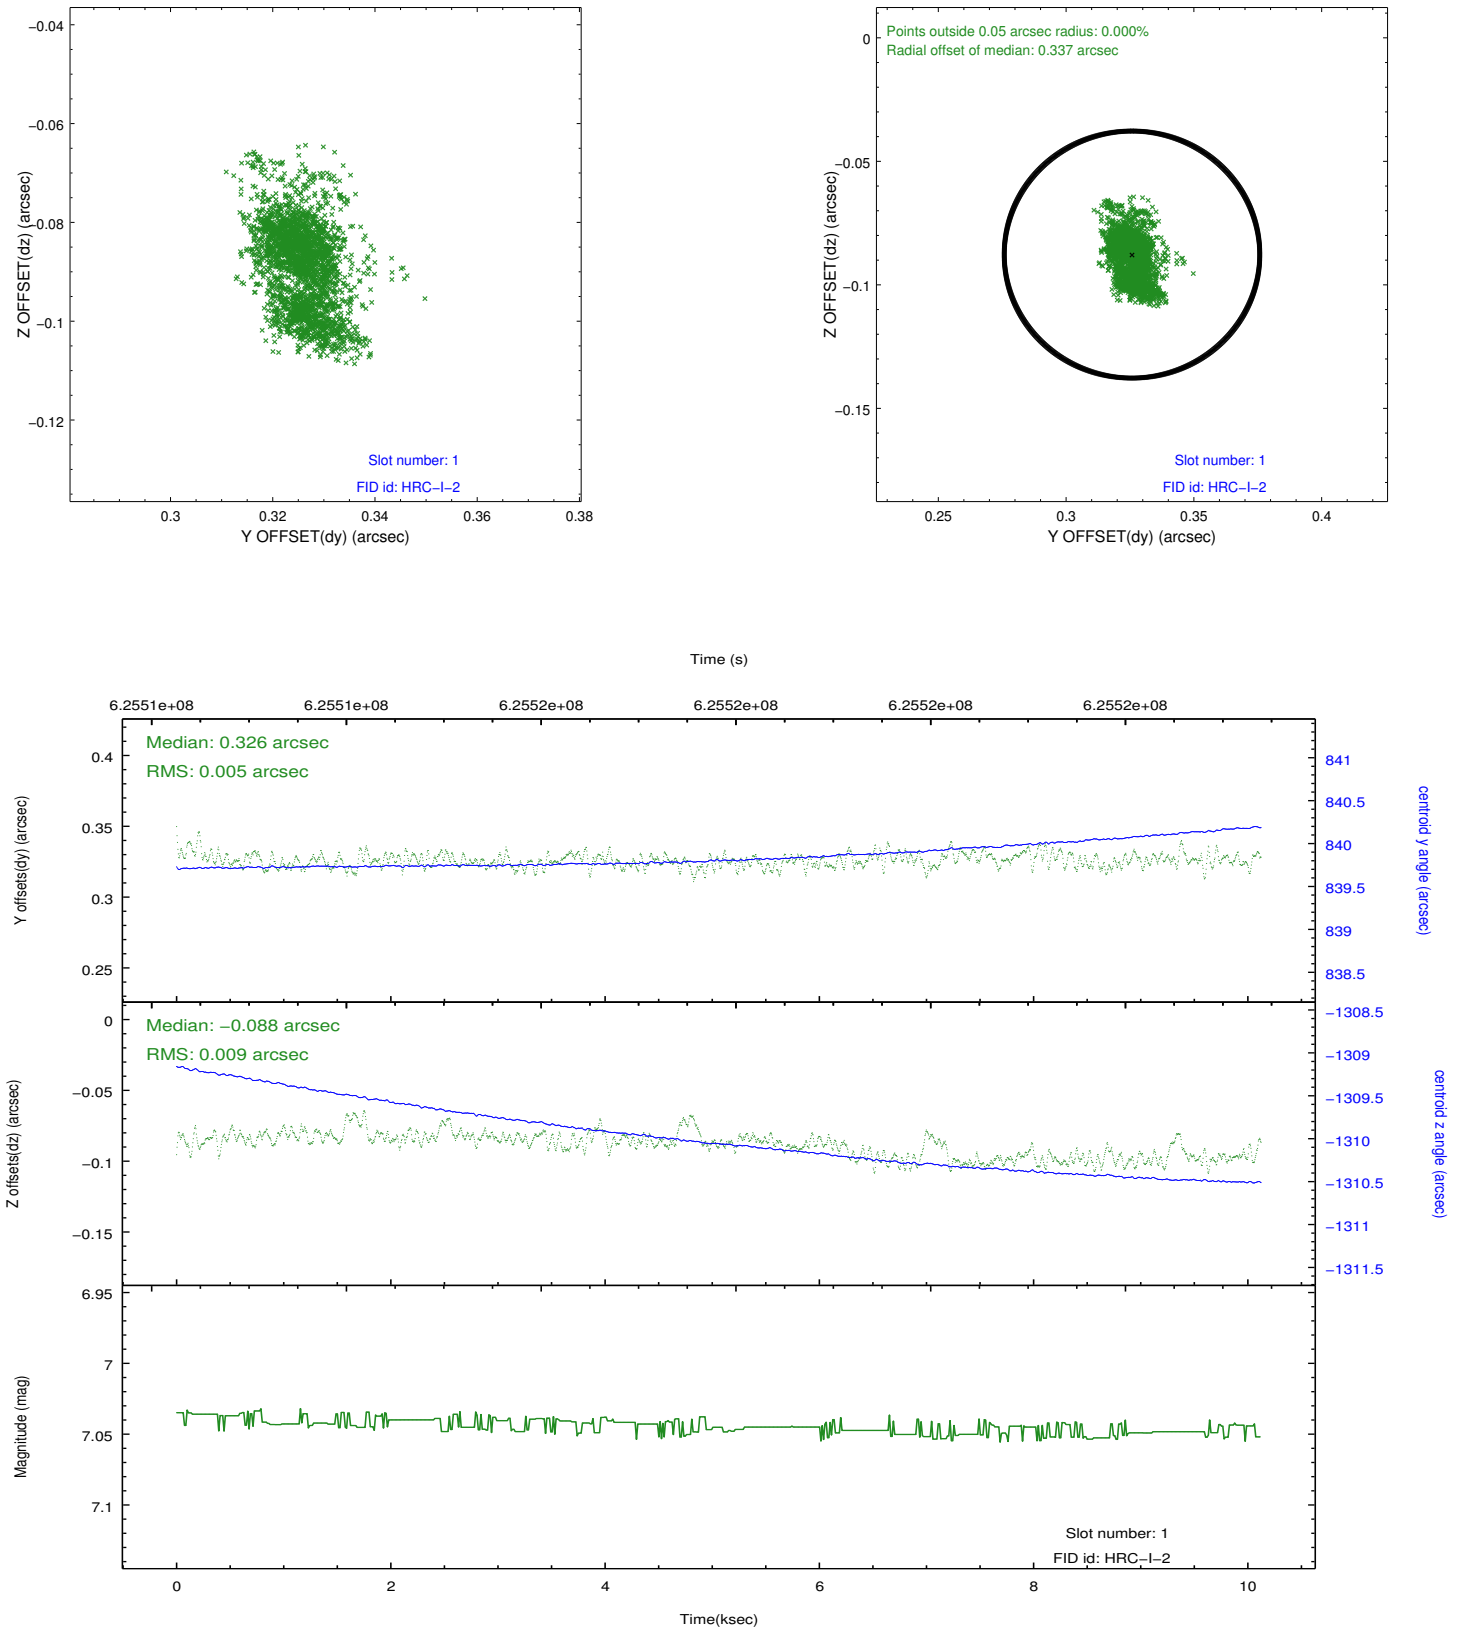 −0.04
−0.06
−0.08
−0.1
−0.12
Z OFFSET(dz) (arcsec)
Slot number: 1
FID id: HRC−I−2
0.3 0.32 0.34 0.36 0.38
Y OFFSET(dy) (arcsec)
Points outside 0.05 arcsec radius: 0.000%
Radial offset of median: 0.337 arcsec
0
−0.05
−0.1
−0.15
Z OFFSET(dz) (arcsec)
Slot number: 1
FID id: HRC−I−2
0.25 0.3 0.35 0.4
Y OFFSET(dy) (arcsec)
Time (s)
6.2551e+08 6.2551e+08 6.2552e+08 6.2552e+08 6.2552e+08 6.2552e+08
Median: 0.326 arcsec
RMS: 0.005 arcsec
0.4
0.35
0.3
0.25
Y offsets(dy) (arcsec)
841
840.5
840
839.5
839
838.5
centroid y angle (arcsec)
Median: −0.088 arcsec
RMS: 0.009 arcsec
0
−0.05
−0.1
−0.15
Z offsets(dz) (arcsec)
−1308.5
−1309
−1309.5
−1310
−1310.5
−1311
−1311.5
centroid z angle (arcsec)
6.95
7
7.05
7.1
Magnitude (mag)
Slot number: 1
FID id: HRC−I−2
0 2 4 6 8 10
Time(ksec)